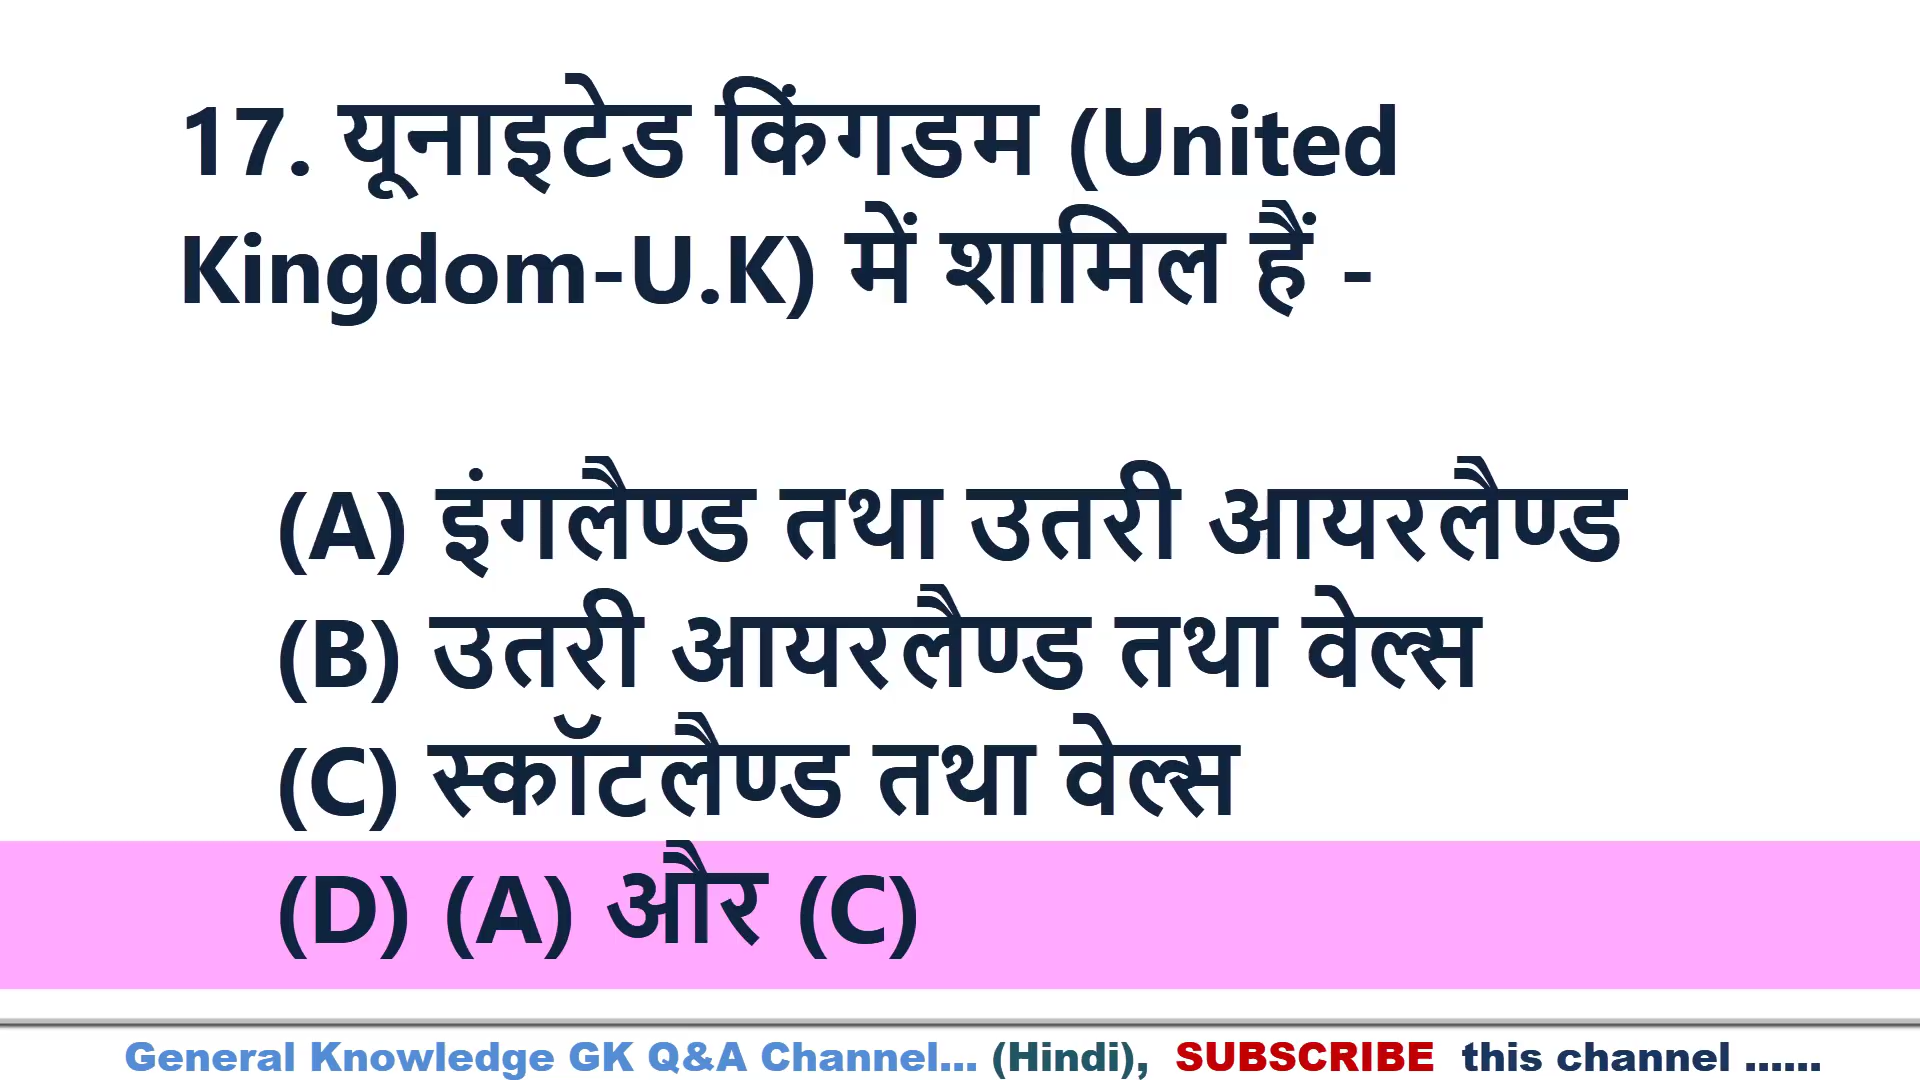 17. यूनाइटेड किंगडम (United
Kingdom-U.K) में शामिल हैं -
(A) इंगलैण्ड तथा उतरी आयरलैण्ड
(B) उतरी आयरलैण्ड तथा वेल्स
(C) स्कॉटलैण्ड तथा वेल्स
(D) (A) और (C)
General Knowledge GK Q&A Channel... (Hindi), SUBSCRIBE this channel ......